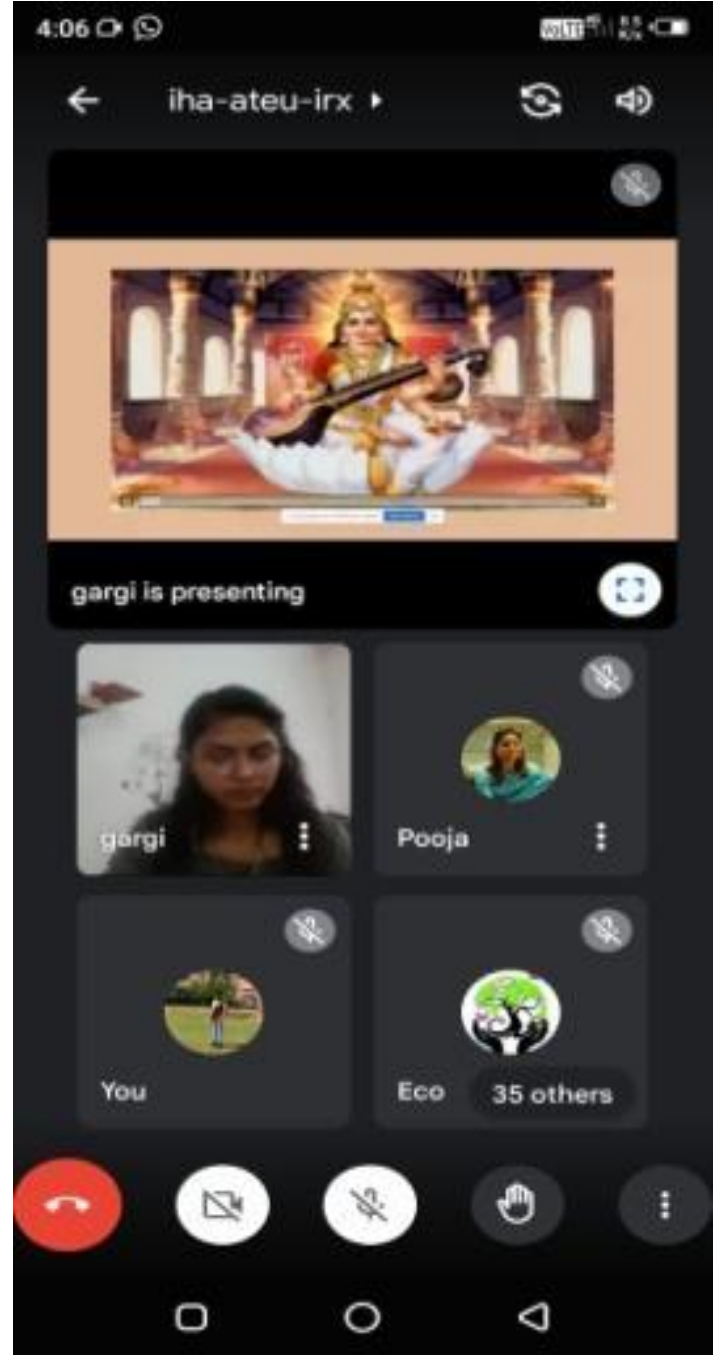 4:06
iha-ateu-irx
gargi is presenting
gargi
Pooja
You
Eco
35 others